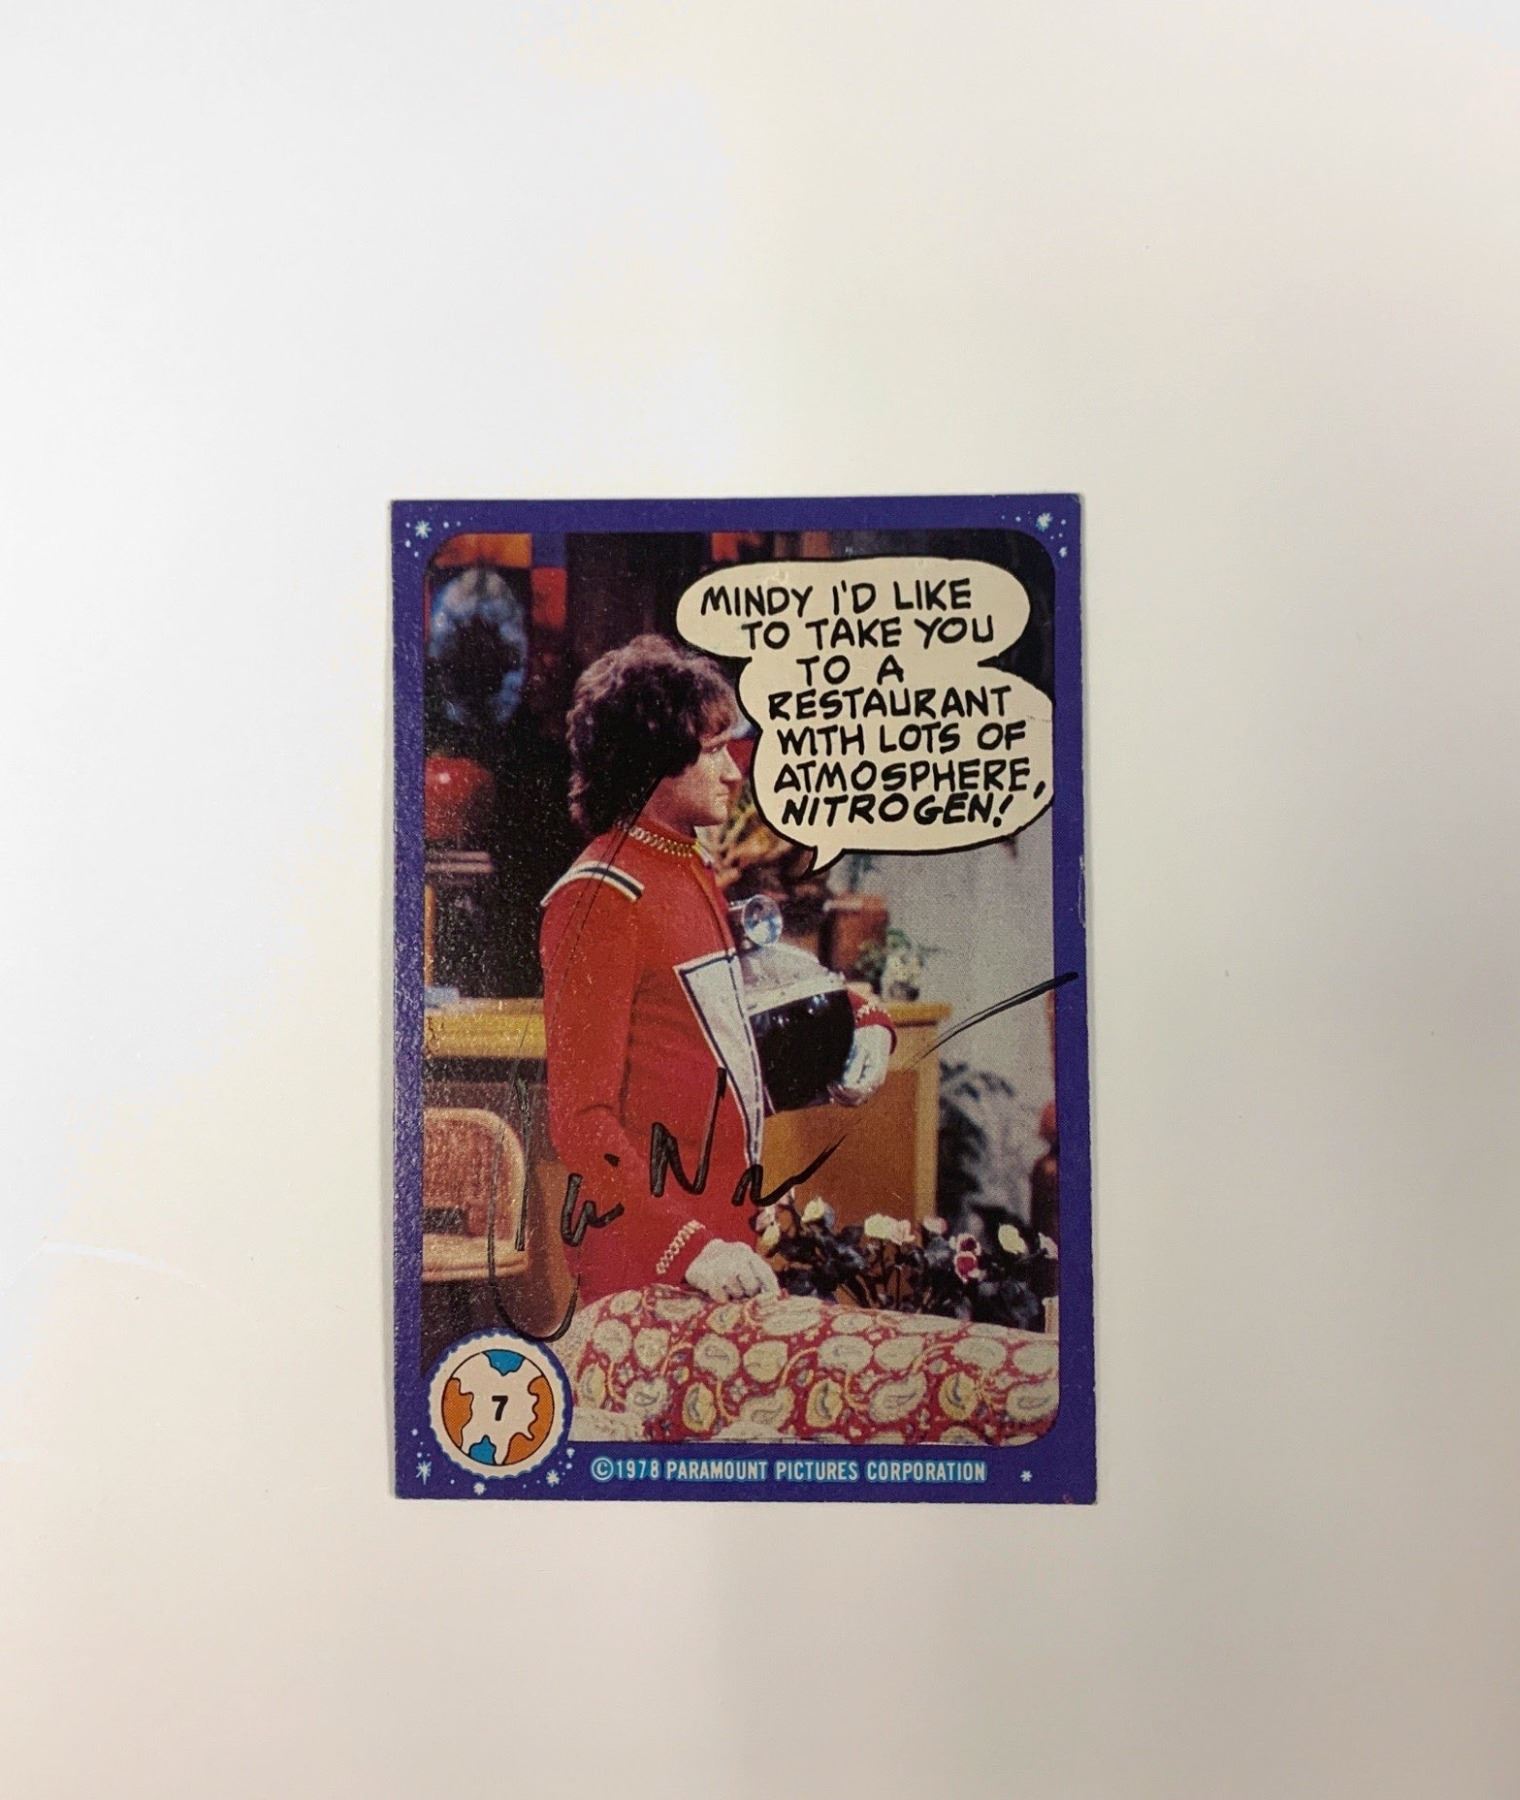 MINDY I'D LIKE
TO TAKE YOU
TO A
RESTAURANT
WITH LOTS OF
ATMOSPHERE,
NITROGEN!
7
©1978 PARAMOUNT PICTURES CORPORATION